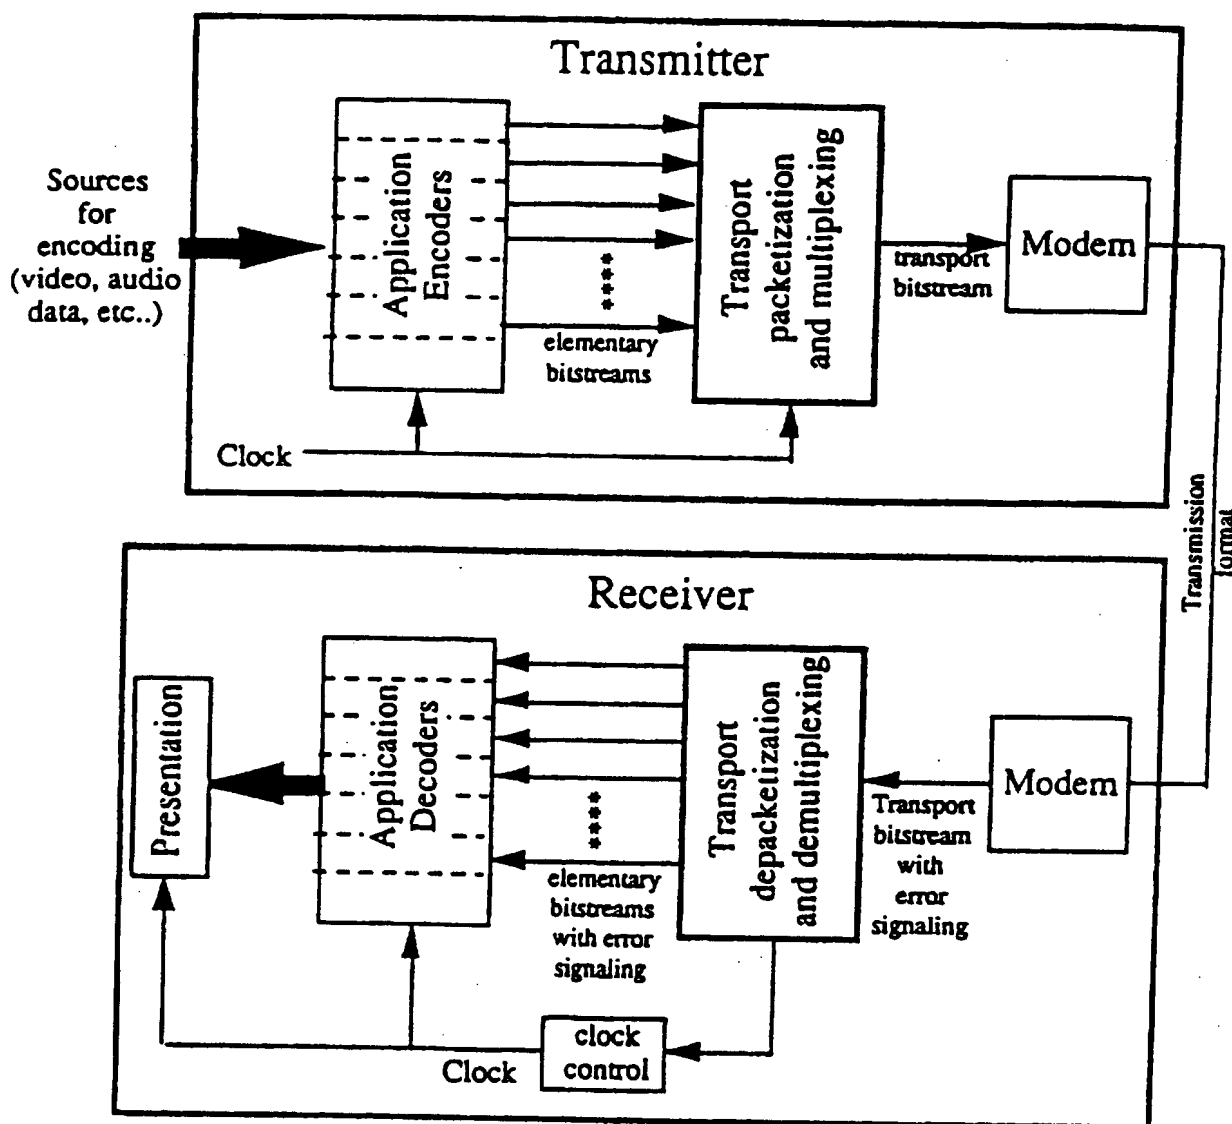 Transmitter
Sources
for
encoding
(video, audio
data, etc..)
Application
Encoders
****
elementary
bitstreams
Transport
packetization
and multiplexing
transport
bitstream
Modem
Clock
Transmission
format
Receiver
Presentation
Application
Decoders
****
elementary
bitstreams
with error
signaling
Transport
depacketization
and demultiplexing
Transport
bitstream
with
error
signaling
Modem
clock
control
Clock